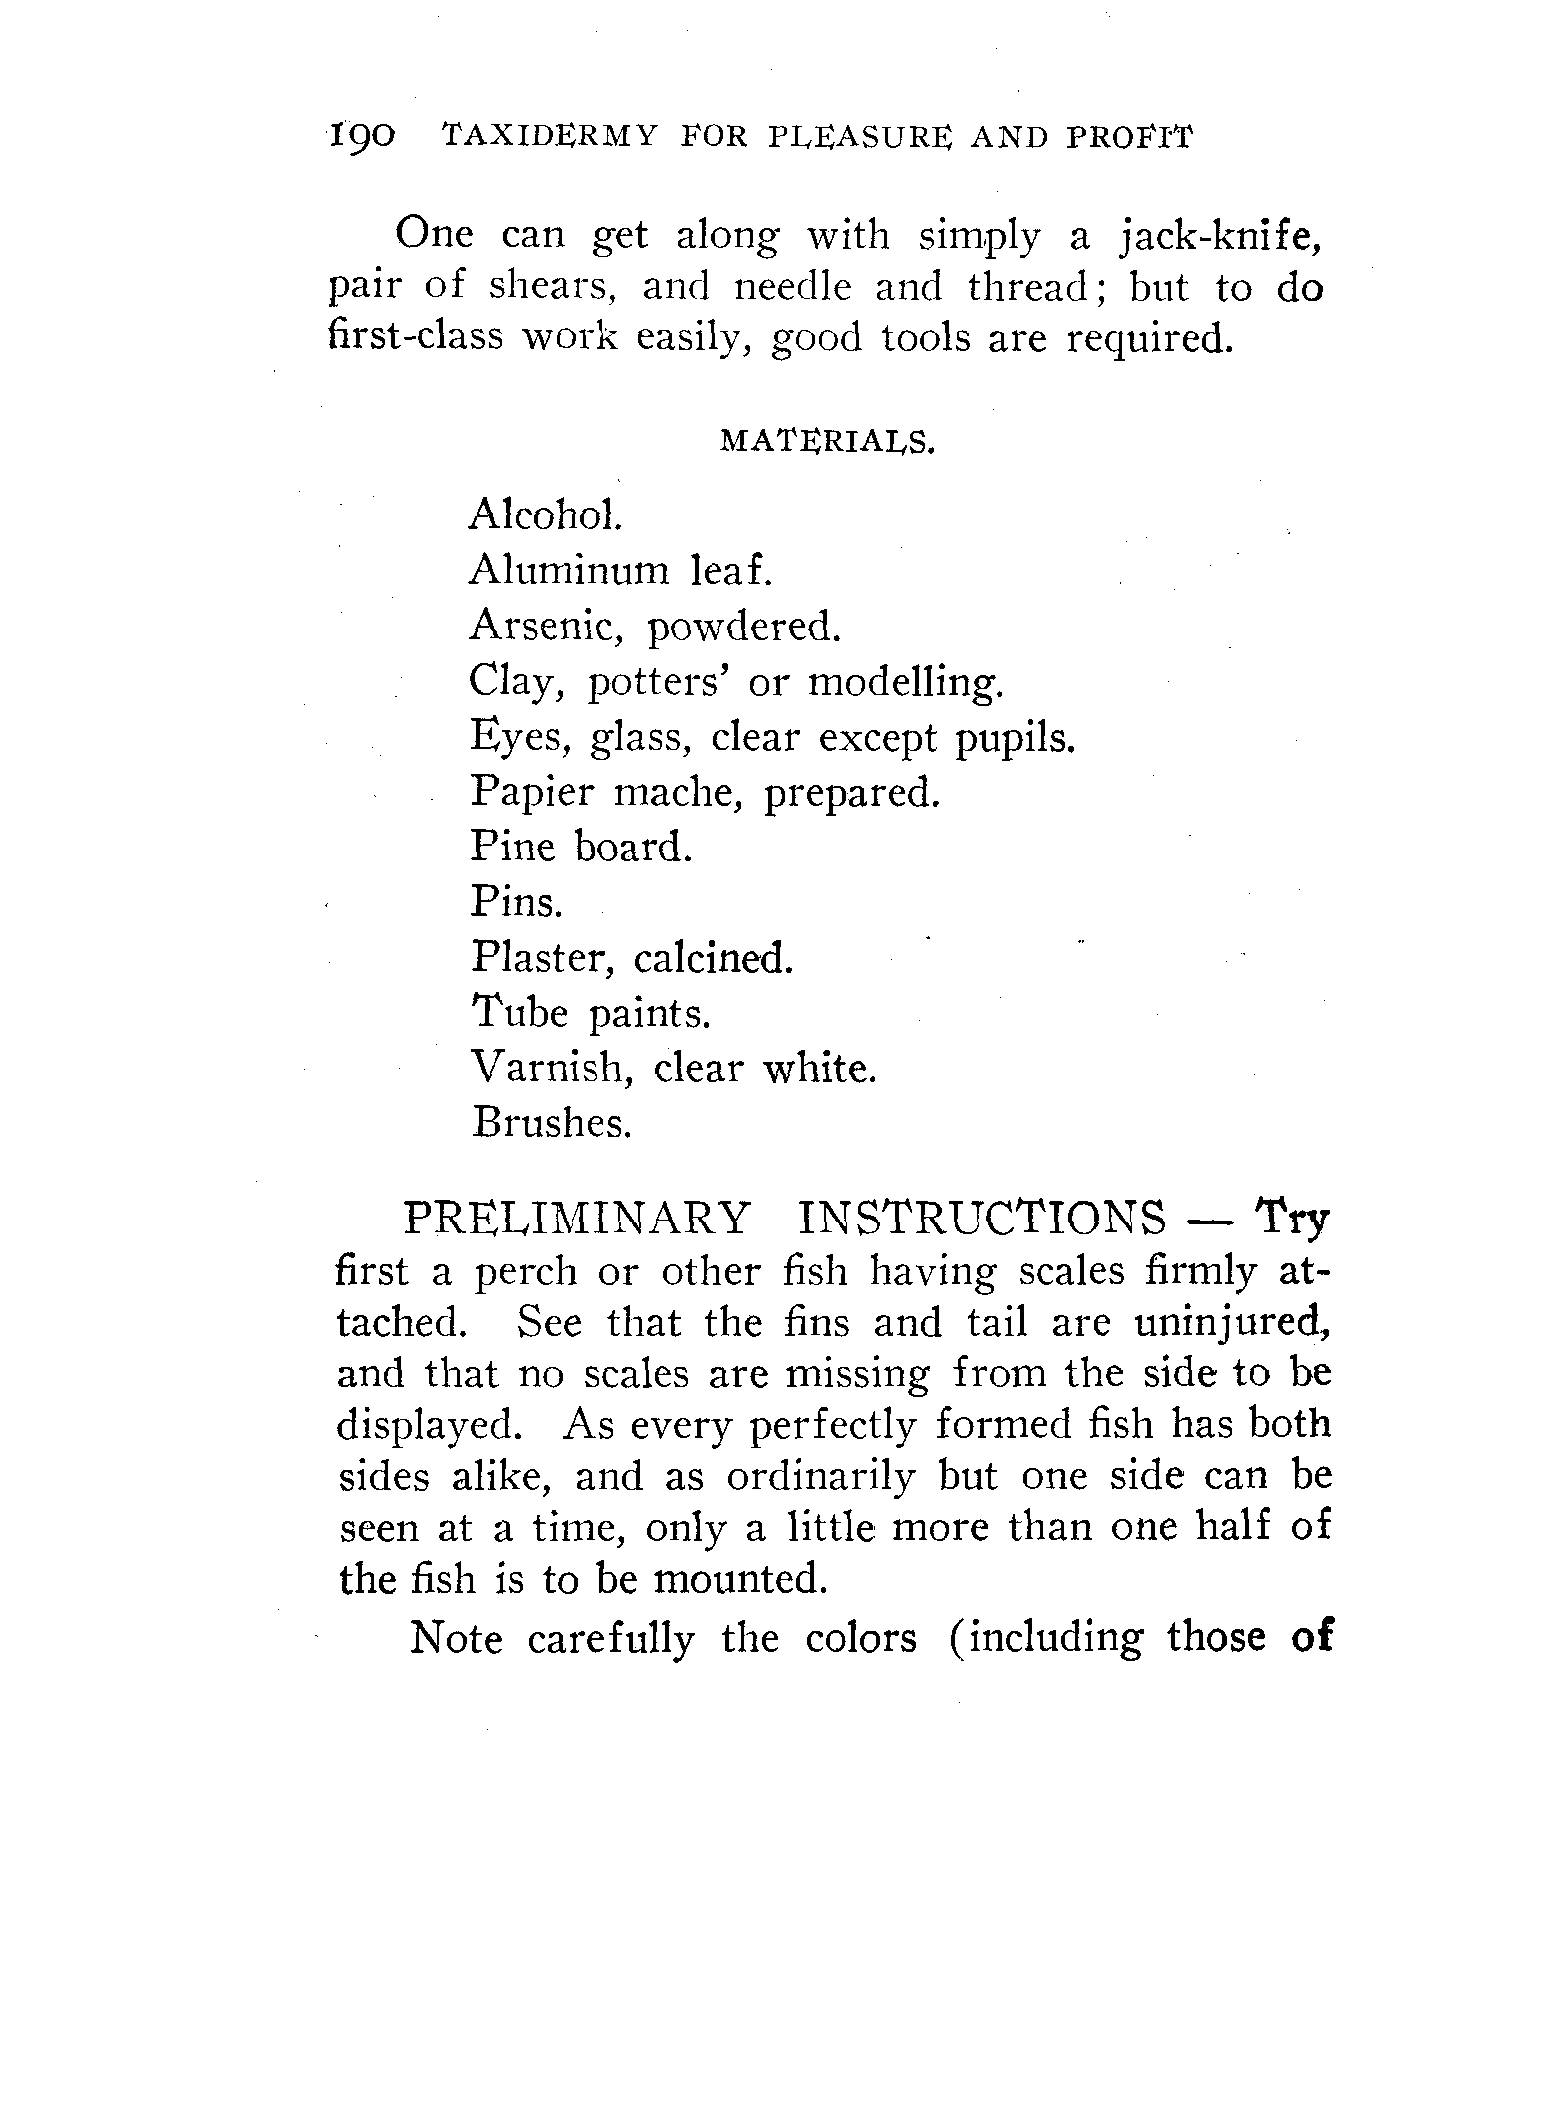 190 TAXIDERMY FOR PLEASURE AND PROFIT
One can get along with simply a jack-knife,
pair of shears, and needle and thread; but to do
first-class work easily, good tools are required.
MATERIALS.
Alcohol.
Aluminum leaf.
Arsenic, powdered.
Clay, potters' or modelling.
Eyes, glass, clear except pupils.
Papier mache, prepared.
Pine board.
Pins.
Plaster, calcined.
Tube paints.
Varnish, clear white.
Brushes.
PRELIMINARY INSTRUCTIONS — Try
first a perch or other fish having scales firmly at-
tached. See that the fins and tail are uninjured,
and that no scales are missing from the side to be
displayed. As every perfectly formed fish has both
sides alike, and as ordinarily but one side can be
seen at a time, only a little more than one half of
the fish is to be mounted.
Note carefully the colors (including those of